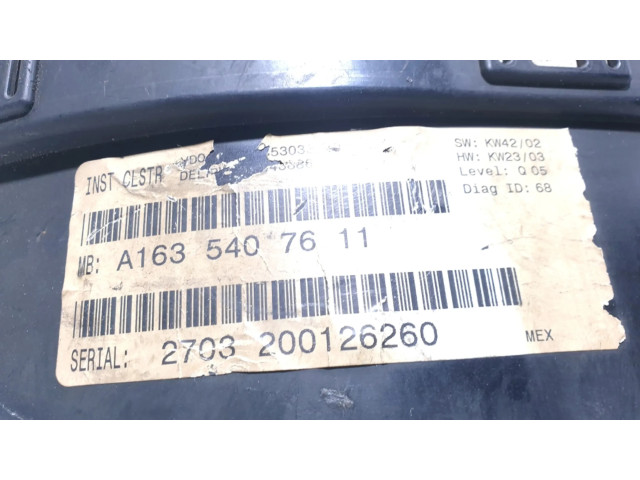 INST CLSTR
5303
SW: KW42/02
HW: KW23/03
Level: Q 05
Diag ID: 68
MB: A163 540 76 11
SERIAL: 2703 200126260
MEX